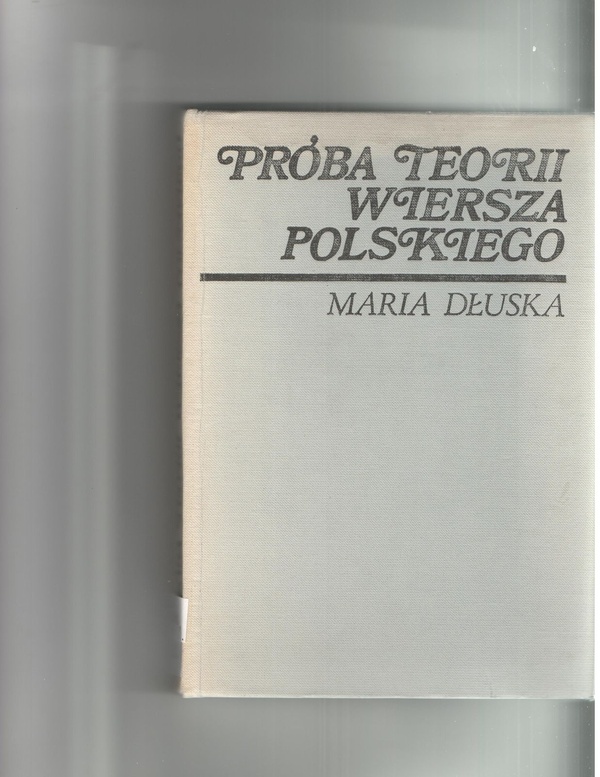 PRÓBA TEORII
WIERSZA
POLSKIEGO
MARIA DŁUSKA